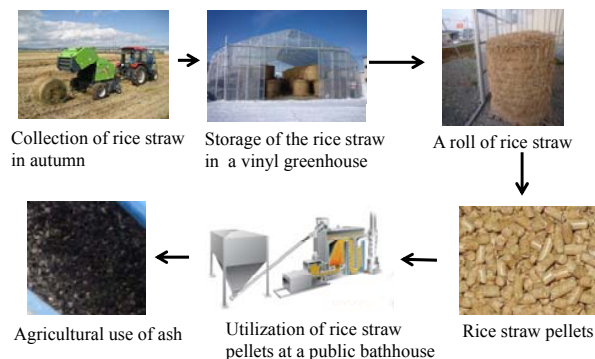 Collection of rice straw
in autumn
Storage of the rice straw
in a vinyl greenhouse
A roll of rice straw
Rice straw pellets
Utilization of rice straw
pellets at a public bathhouse
Agricultural use of ash